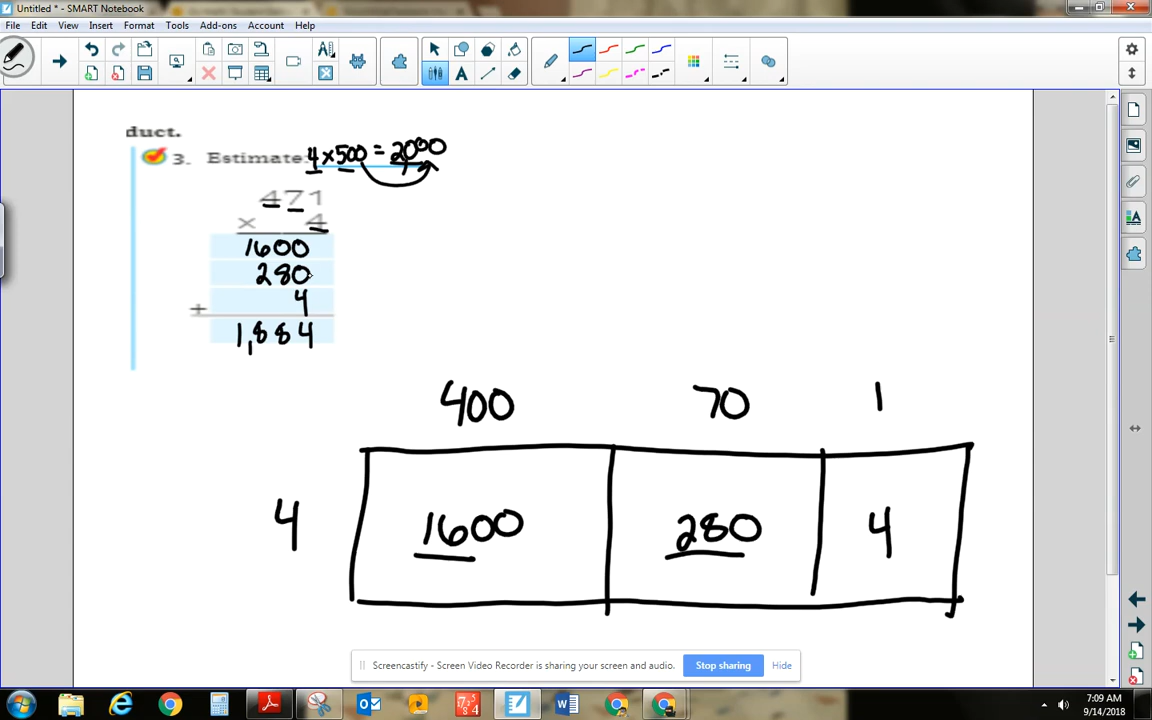 Untitled * - SMART Notebook
File Edit View Insert Format Tools Add-ons Account Help
duct.
3. Estimate: 4 x 500 = 2000
471
x 4
1600
280
+ 4
1,884
400 70 1
4 1600 280 4
Screencastify - Screen Video Recorder is sharing your screen and audio. Stop sharing Hide
7:09 AM
9/14/2018